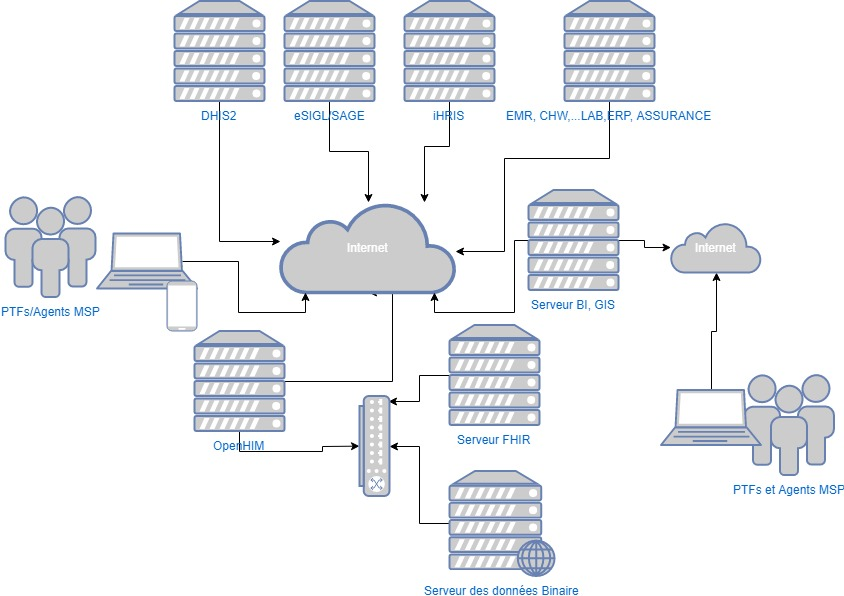 DHIS2
eSIGL/SAGE
iHRIS
EMR, CHW,...LAB,ERP, ASSURANCE
Internet
Internet
PTFs/Agents MSP
Serveur BI, GIS
OpenHIM
Serveur FHIR
PTFs et Agents MSP
Serveur des données Binaire